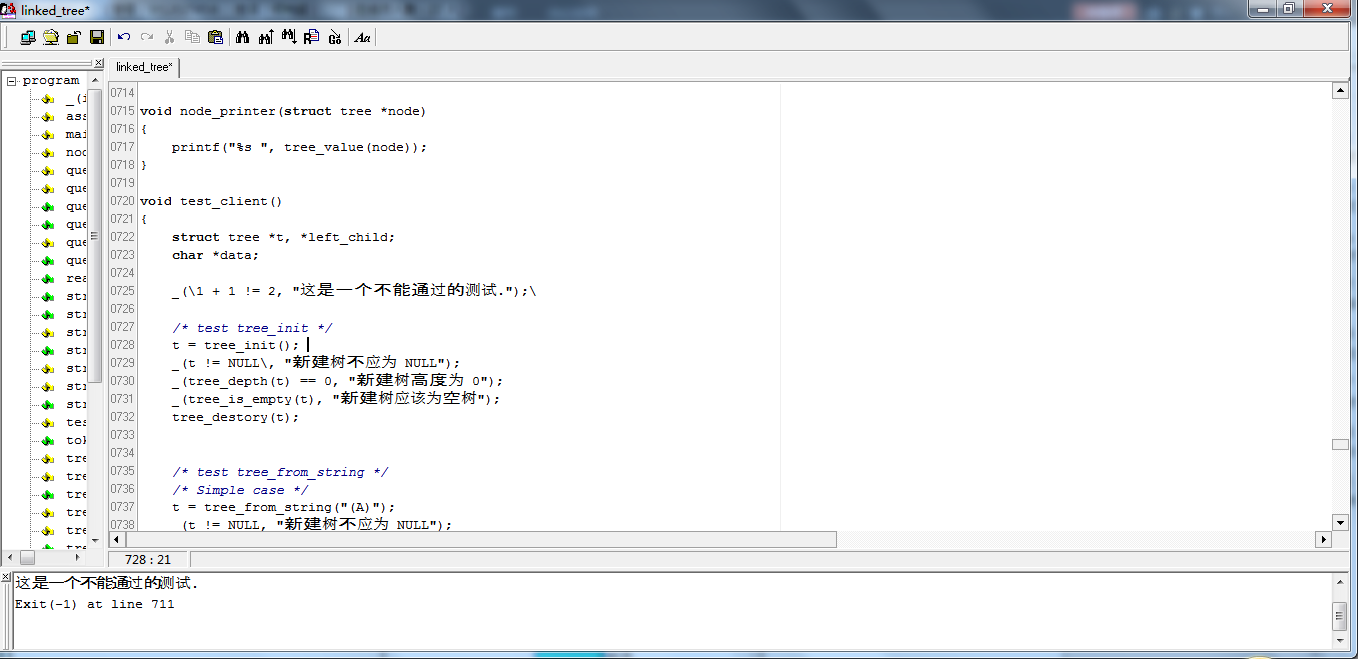 linked_tree*
linked_tree*
program
_(i
ass
mai
nod
que
que
que
que
que
que
rea
str
str
str
str
str
str
str
tes
tok
tre
tre
tre
tre
tre
tre
0714
0715 void node_printer(struct tree *node)
0716 {
0717 printf("%s ", tree_value(node));
0718 }
0719
0720 void test_client()
0721 {
0722 struct tree *t, *left_child;
0723 char *data;
0724
0725 _(\1 + 1 != 2, "这是一个不能通过的测试.");\
0726
0727 /* test tree_init */
0728 t = tree_init();
0729 _(t != NULL\, "新建树不应为 NULL");
0730 _(tree_depth(t) == 0, "新建树高度为 0");
0731 _(tree_is_empty(t), "新建树应该为空树");
0732 tree_destory(t);
0733
0734
0735 /* test tree_from_string */
0736 /* Simple case */
0737 t = tree_from_string("(A)");
0738 (t != NULL, "新建树不应为 NULL");
728 : 21
这是一个不能通过的测试.
Exit(-1) at line 711